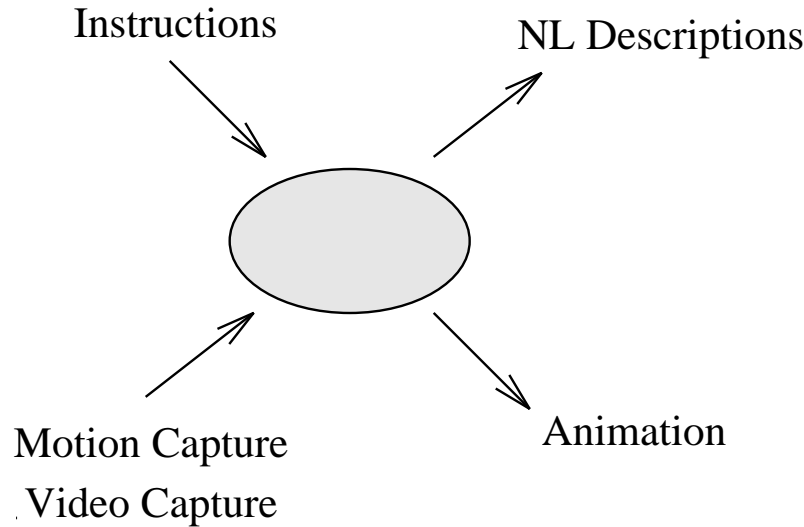 Instructions
NL Descriptions
Motion Capture
Video Capture
Animation